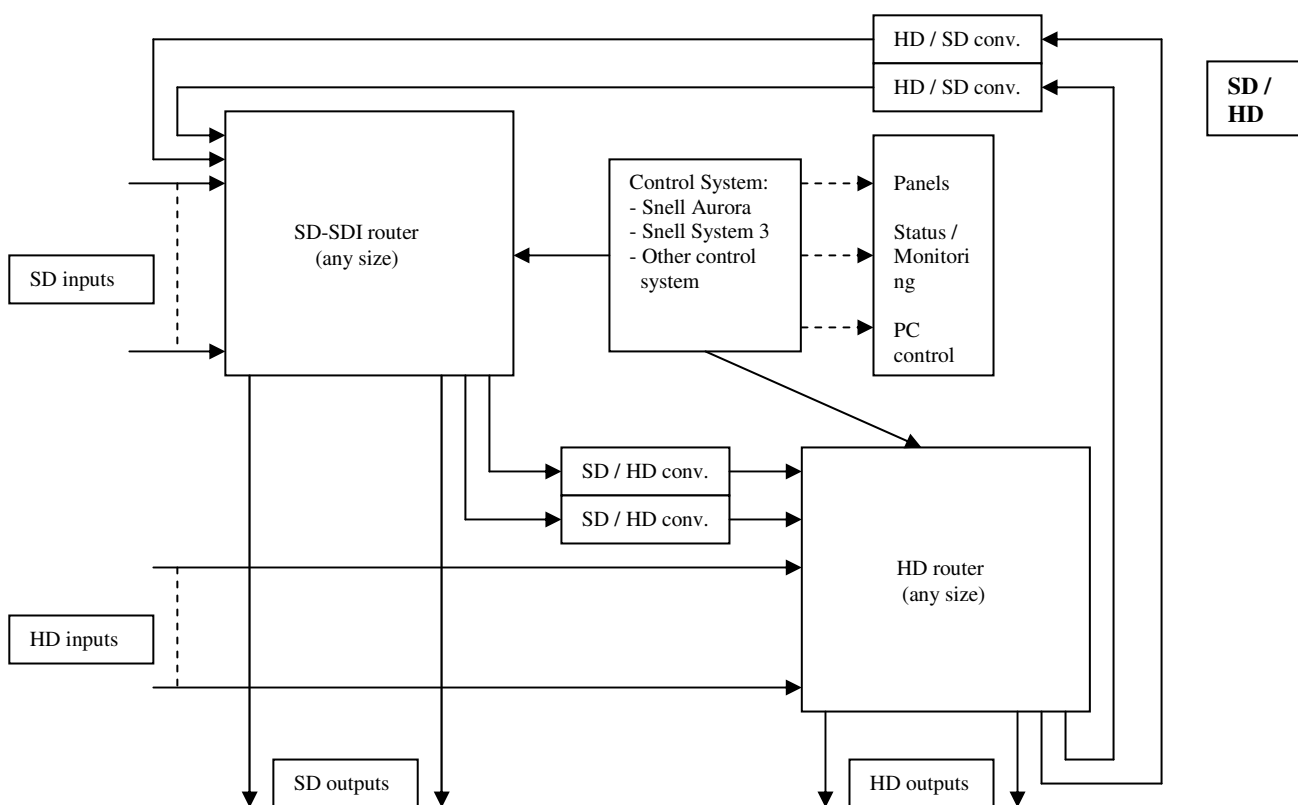 HD / SD conv.
HD / SD conv.
SD /
HD
Control System:
- Snell Aurora
- Snell System 3
- Other control
system
Panels
Status /
Monitori
ng
PC
control
SD-SDI router
(any size)
SD inputs
SD / HD conv.
SD / HD conv.
HD router
(any size)
HD inputs
SD outputs
HD outputs